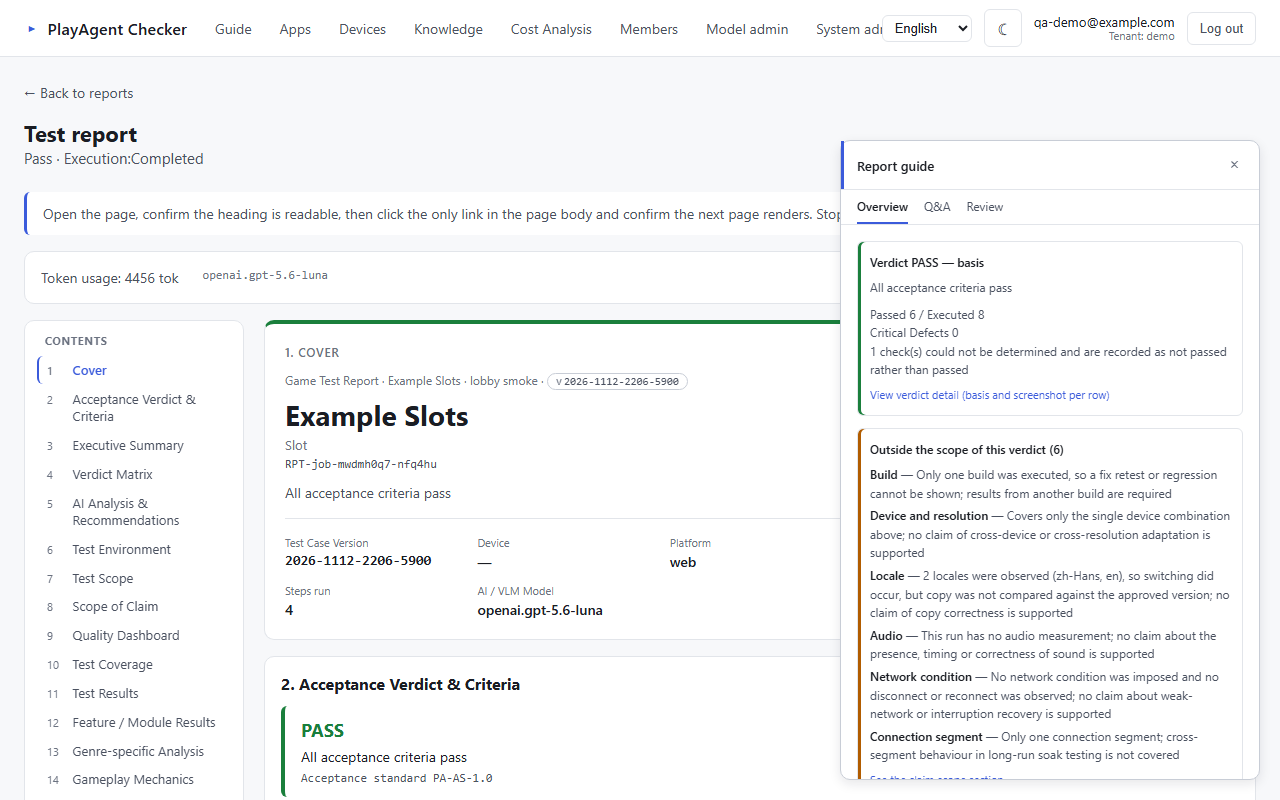 PlayAgent Checker
Guide
Apps
Devices
Knowledge
Cost Analysis
Members
Model admin
System adr
English
qa-demo@example.com
Tenant: demo
Log out
← Back to reports
Test report
Pass · Execution:Completed
Open the page, confirm the heading is readable, then click the only link in the page body and confirm the next page renders. Stop
Token usage: 4456 tok
openai.gpt-5.6-luna
CONTENTS
1 Cover
2 Acceptance Verdict &
Criteria
3 Executive Summary
4 Verdict Matrix
5 AI Analysis &
Recommendations
6 Test Environment
7 Test Scope
8 Scope of Claim
9 Quality Dashboard
10 Test Coverage
11 Test Results
12 Feature / Module Results
13 Genre-specific Analysis
14 Gameplay Mechanics
1. COVER
Game Test Report · Example Slots · lobby smoke · v 2026-1112-2206-5900
Example Slots
Slot
RPT-job-mwdmh0q7-nfq4hu
All acceptance criteria pass
Test Case Version
2026-1112-2206-5900
Device
—
Platform
web
Steps run
4
AI / VLM Model
openai.gpt-5.6-luna
2. Acceptance Verdict & Criteria
PASS
All acceptance criteria pass
Acceptance standard PA-AS-1.0
Report guide
×
Overview
Q&A
Review
Verdict PASS — basis
All acceptance criteria pass
Passed 6 / Executed 8
Critical Defects 0
1 check(s) could not be determined and are recorded as not passed
rather than passed
View verdict detail (basis and screenshot per row)
Outside the scope of this verdict (6)
Build — Only one build was executed, so a fix retest or regression
cannot be shown; results from another build are required
Device and resolution — Covers only the single device combination
above; no claim of cross-device or cross-resolution adaptation is
supported
Locale — 2 locales were observed (zh-Hans, en), so switching did
occur, but copy was not compared against the approved version; no
claim of copy correctness is supported
Audio — This run has no audio measurement; no claim about the
presence, timing or correctness of sound is supported
Network condition — No network condition was imposed and no
disconnect or reconnect was observed; no claim about weak-
network or interruption recovery is supported
Connection segment — Only one connection segment; cross-
segment behaviour in long-run soak testing is not covered
See the claim scope section